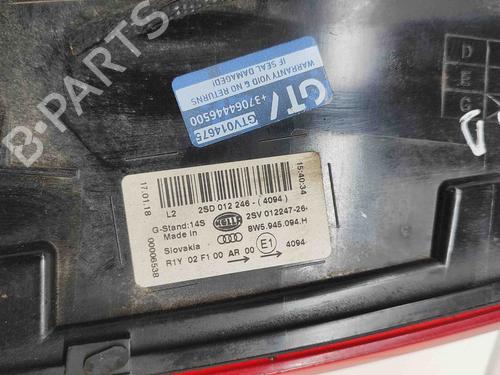 B-PARTS
WARRANTY VOID & NO RETURNS
IF SEAL DAMAGED!
GT/
+37064446500
GTV014675
D
E
G
17.01.18
00006538
L2 2SD 012 246-(4094)
G-Stand:14S
Made in
Slovakia
HELLA
2SV 012247-26-
8W5.945.094.H
R1Y 02 F1 00 AR 00 E1 4094
15:40:34